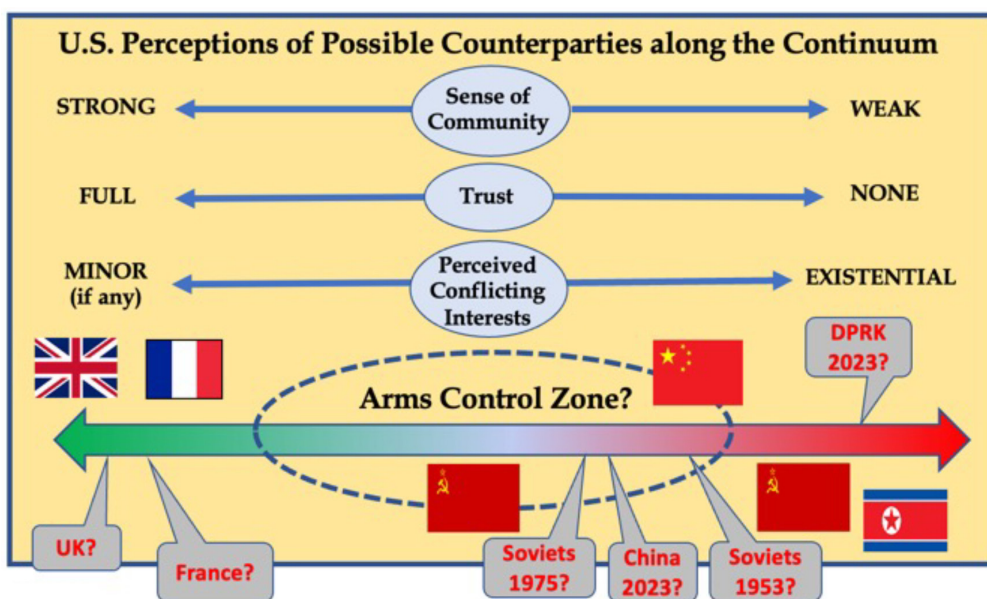 U.S. Perceptions of Possible Counterparties along the Continuum
STRONG
Sense of
Community
WEAK
FULL
Trust
NONE
MINOR
(if any)
Perceived
Conflicting
Interests
EXISTENTIAL
DPRK
2023?
Arms Control Zone?
UK?
France?
Soviets
1975?
China
2023?
Soviets
1953?